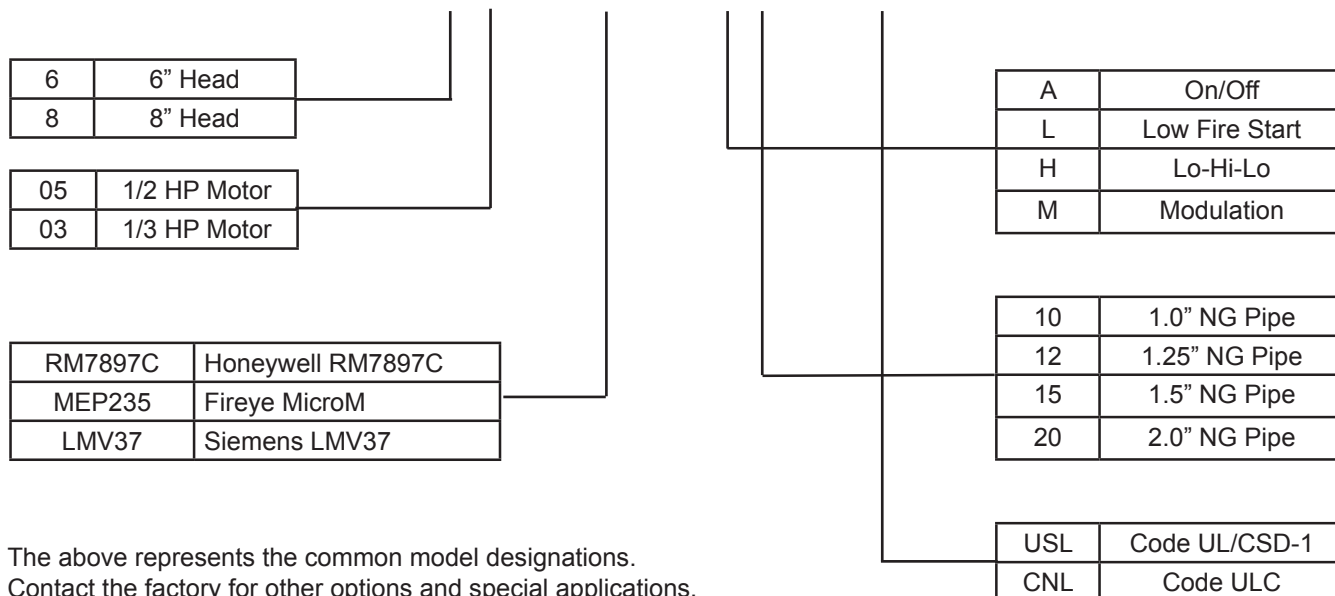 6 6” Head
8 8” Head
05 1/2 HP Motor
03 1/3 HP Motor
RM7897C Honeywell RM7897C
MEP235 Fireye MicroM
LMV37 Siemens LMV37
The above represents the common model designations.
Contact the factory for other options and special applications.
A On/Off
L Low Fire Start
H Lo-Hi-Lo
M Modulation
10 1.0” NG Pipe
12 1.25” NG Pipe
15 1.5” NG Pipe
20 2.0” NG Pipe
USL Code UL/CSD-1
CNL Code ULC